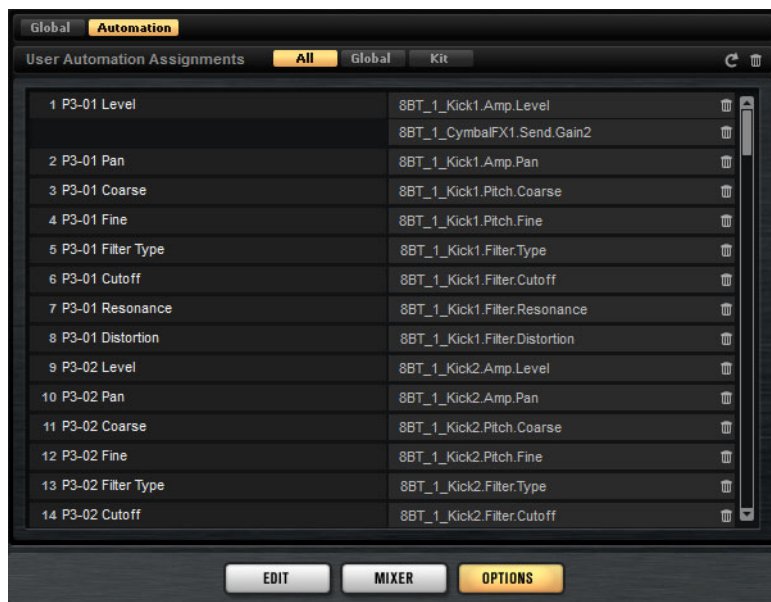 Global Automation
User Automation Assignments All Global Kit
1 P3-01 Level 8BT_1_Kick1.Amp.Level
8BT_1_CymbalFX1.Send.Gain2
2 P3-01 Pan 8BT_1_Kick1.Amp.Pan
3 P3-01 Coarse 8BT_1_Kick1.Pitch.Coarse
4 P3-01 Fine 8BT_1_Kick1.Pitch.Fine
5 P3-01 Filter Type 8BT_1_Kick1.Filter.Type
6 P3-01 Cutoff 8BT_1_Kick1.Filter.Cutoff
7 P3-01 Resonance 8BT_1_Kick1.Filter.Resonance
8 P3-01 Distortion 8BT_1_Kick1.Filter.Distortion
9 P3-02 Level 8BT_1_Kick2.Amp.Level
10 P3-02 Pan 8BT_1_Kick2.Amp.Pan
11 P3-02 Coarse 8BT_1_Kick2.Pitch.Coarse
12 P3-02 Fine 8BT_1_Kick2.Pitch.Fine
13 P3-02 Filter Type 8BT_1_Kick2.Filter.Type
14 P3-02 Cutoff 8BT_1_Kick2.Filter.Cutoff
EDIT MIXER OPTIONS